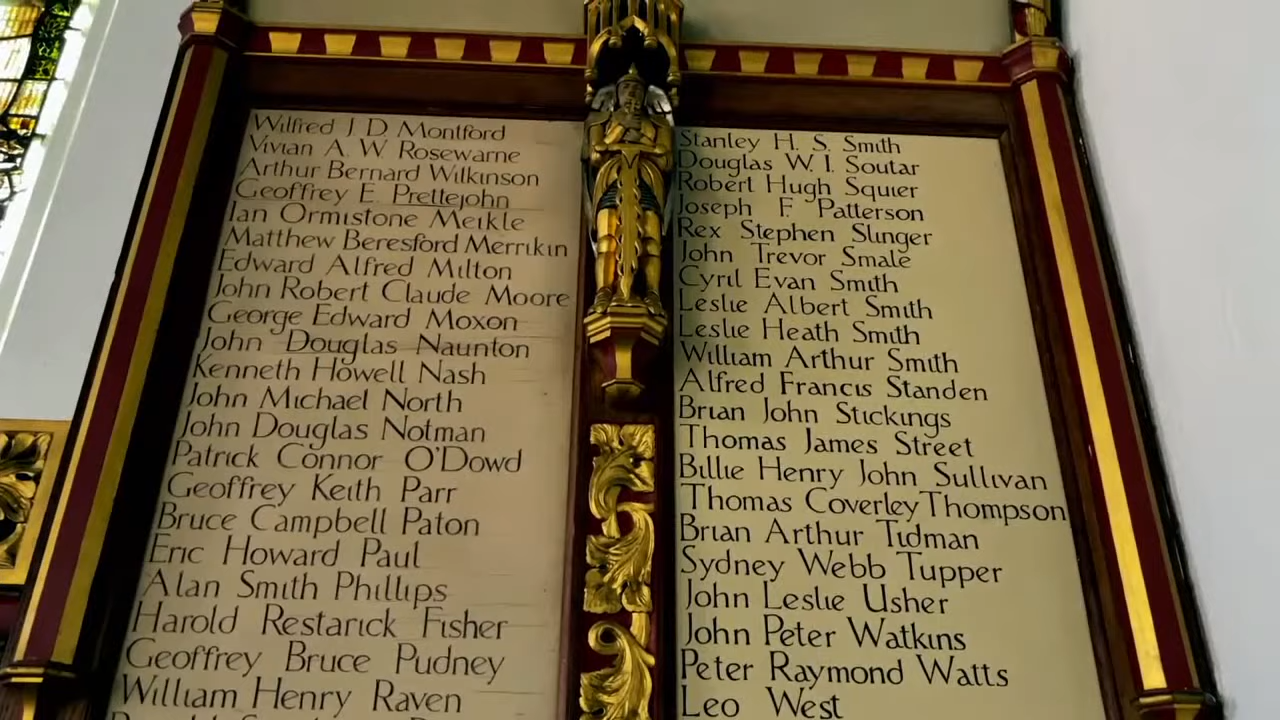 Wilfred J. D. Montford
Vivian A. W. Rosewarne
Arthur Bernard Wilkinson
Geoffrey E. Prettejohn
Ian Ormistone Meikle
Matthew Beresford Merrikin
Edward Alfred Milton
John Robert Claude Moore
George Edward Moxon
John Douglas Naunton
Kenneth Howell Nash
John Michael North
John Douglas Notman
Patrick Connor O'Dowd
Geoffrey Keith Parr
Bruce Campbell Paton
Eric Howard Paul
Alan Smith Phillips
Harold Restarick Fisher
Geoffrey Bruce Pudney
William Henry Raven
Stanley H. S. Smith
Douglas W. I. Soutar
Robert Hugh Squier
Joseph F. Patterson
Rex Stephen Slinger
John Trevor Smale
Cyril Evan Smith
Leslie Albert Smith
Leslie Heath Smith
William Arthur Smith
Alfred Francis Standen
Brian John Stickings
Thomas James Street
Billie Henry John Sullivan
Thomas Coverley Thompson
Brian Arthur Tidman
Sydney Webb Tupper
John Leslie Usher
John Peter Watkins
Peter Raymond Watts
Leo West